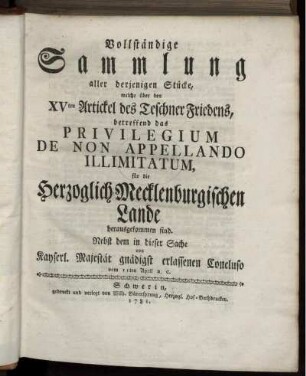 Vollständige
Sammlung
aller derjenigen Stücke,
welche über den
XVten Artickel des Teschner Friedens,
betreffend das
PRIVILEGIUM
DE NON APPELLANDO
ILLIMITATUM,
für die
Herzoglich Mecklenburgischen
Lande
herausgekommen sind.
Nebst dem in dieser Sache
von
Kayserl. Majestät gnädigst erlassenen Concluso
vom 11ten April a. c.
Schwerin,
gedruckt und verlegt von Wilh. Bärensprung, Herzogl. Hof-Buchdrucker.
1781.